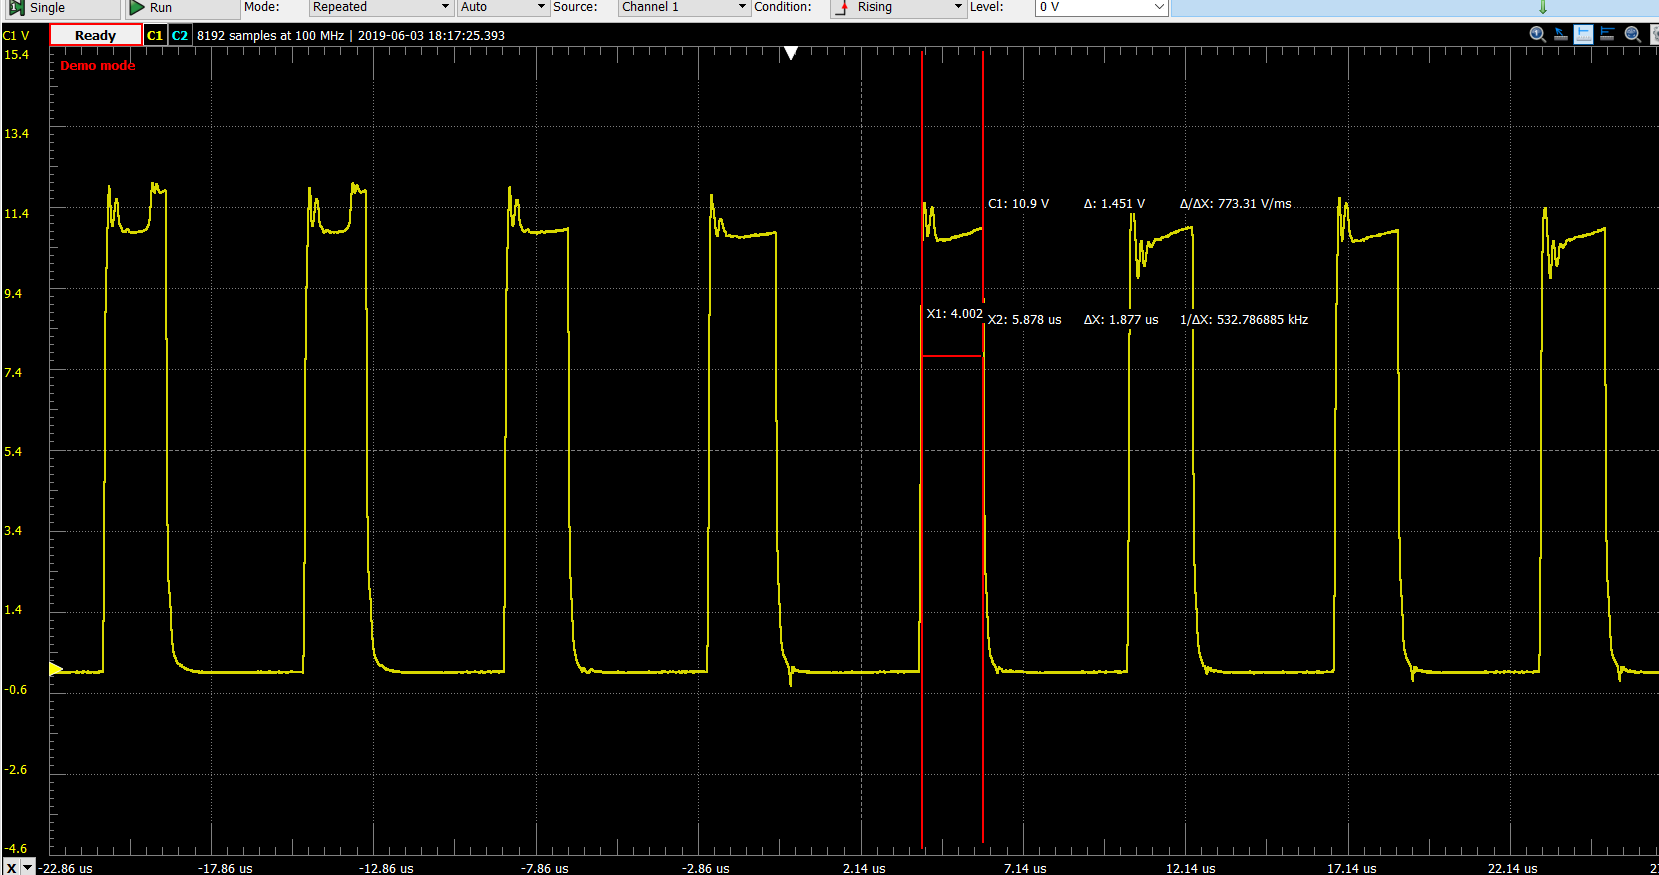 Single Run Mode: Repeated Auto Source: Channel 1 Condition: Rising Level: 0 V
C1 V Ready C1 C2 8192 samples at 100 MHz | 2019-06-03 18:17:25.393
15.4
Demo mode
13.4
11.4
C1: 10.9 V Δ: 1.451 V Δ/ΔX: 773.31 V/ms
9.4
X1: 4.002
X2: 5.878 us ΔX: 1.877 us 1/ΔX: 532.786885 kHz
7.4
5.4
3.4
1.4
-0.6
-2.6
-4.6
X -22.86 us -17.86 us -12.86 us -7.86 us -2.86 us 2.14 us 7.14 us 12.14 us 17.14 us 22.14 us